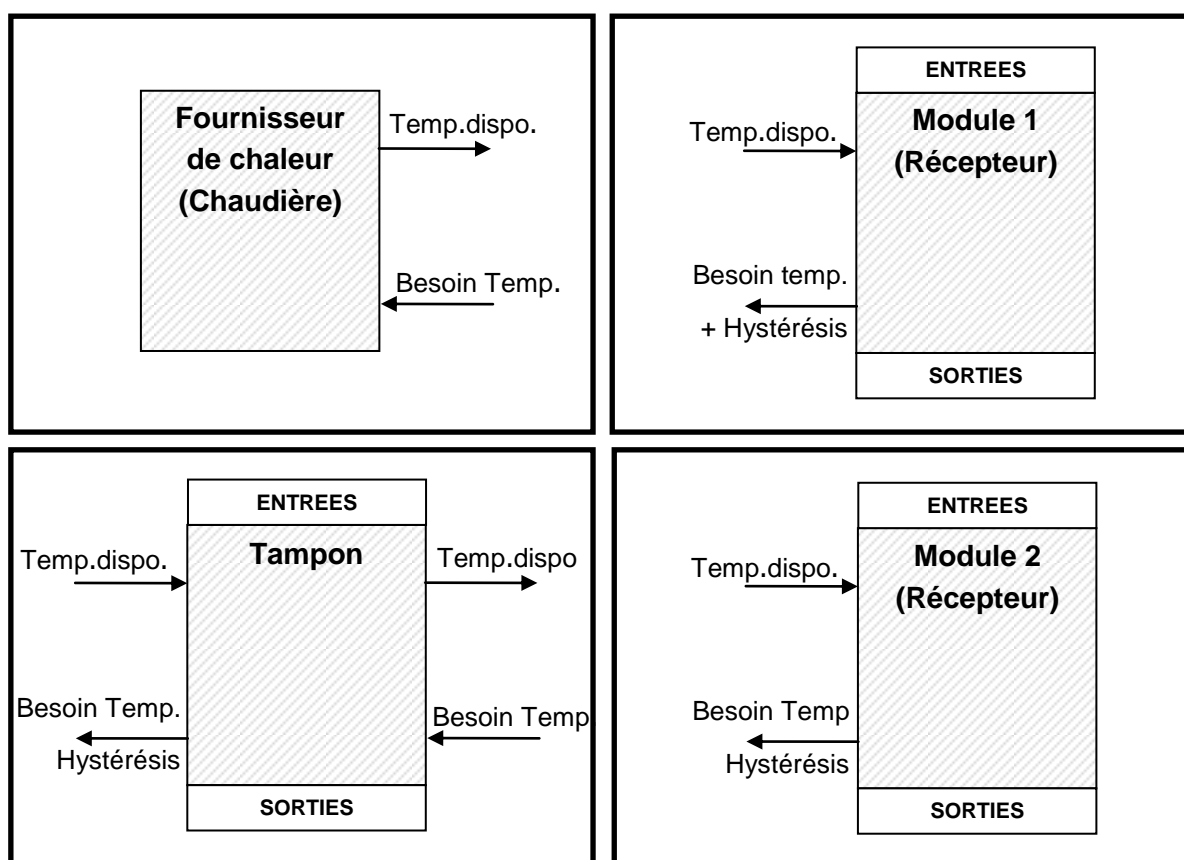 Fournisseur
de chaleur
(Chaudière)
Temp.dispo.
Besoin Temp.
ENTREES
Module 1
(Récepteur)
Temp.dispo.
Besoin temp.
+ Hystérésis
SORTIES
ENTREES
Tampon
Temp.dispo.
Temp.dispo
Besoin Temp.
Hystérésis
Besoin Temp
SORTIES
ENTREES
Module 2
(Récepteur)
Temp.dispo.
Besoin Temp
Hystérésis
SORTIES